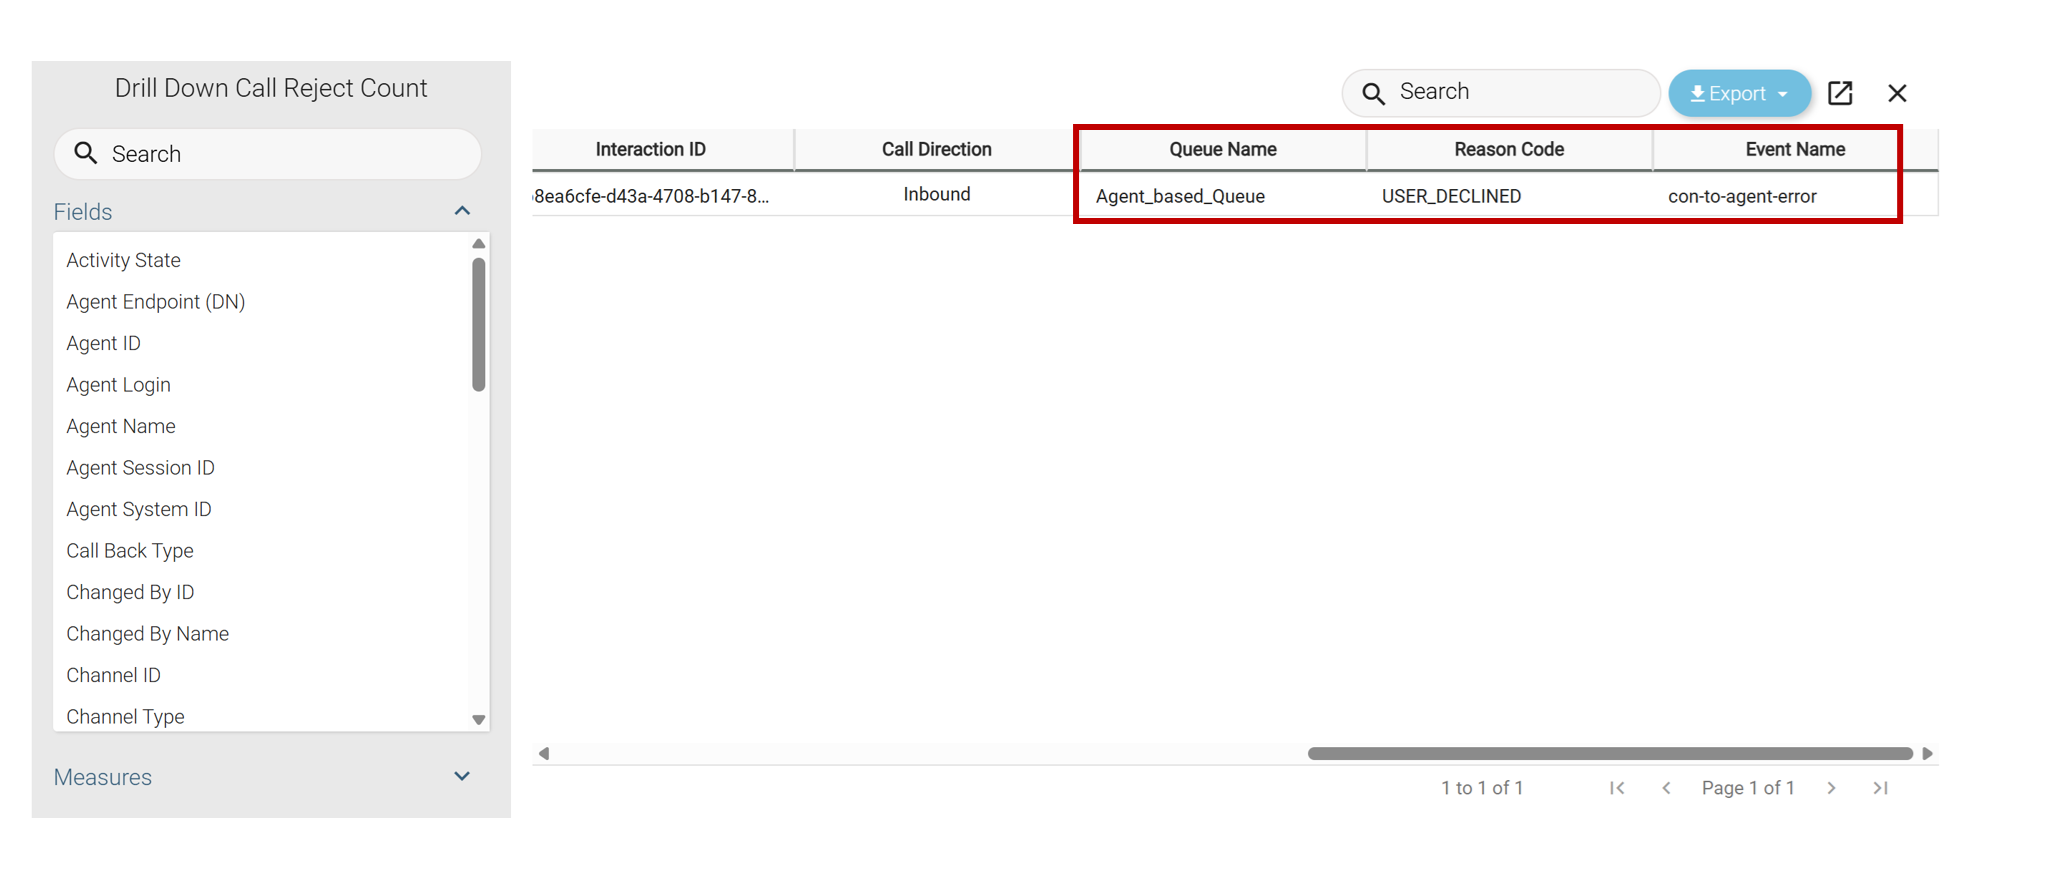 Drill Down Call Reject Count
Search
Fields
Activity State
Agent Endpoint (DN)
Agent ID
Agent Login
Agent Name
Agent Session ID
Agent System ID
Call Back Type
Changed By ID
Changed By Name
Channel ID
Channel Type
Measures
Search Export
Interaction ID Call Direction Queue Name Reason Code Event Name
8ea6cfe-d43a-4708-b147-8... Inbound Agent_based_Queue USER_DECLINED con-to-agent-error
1 to 1 of 1 Page 1 of 1